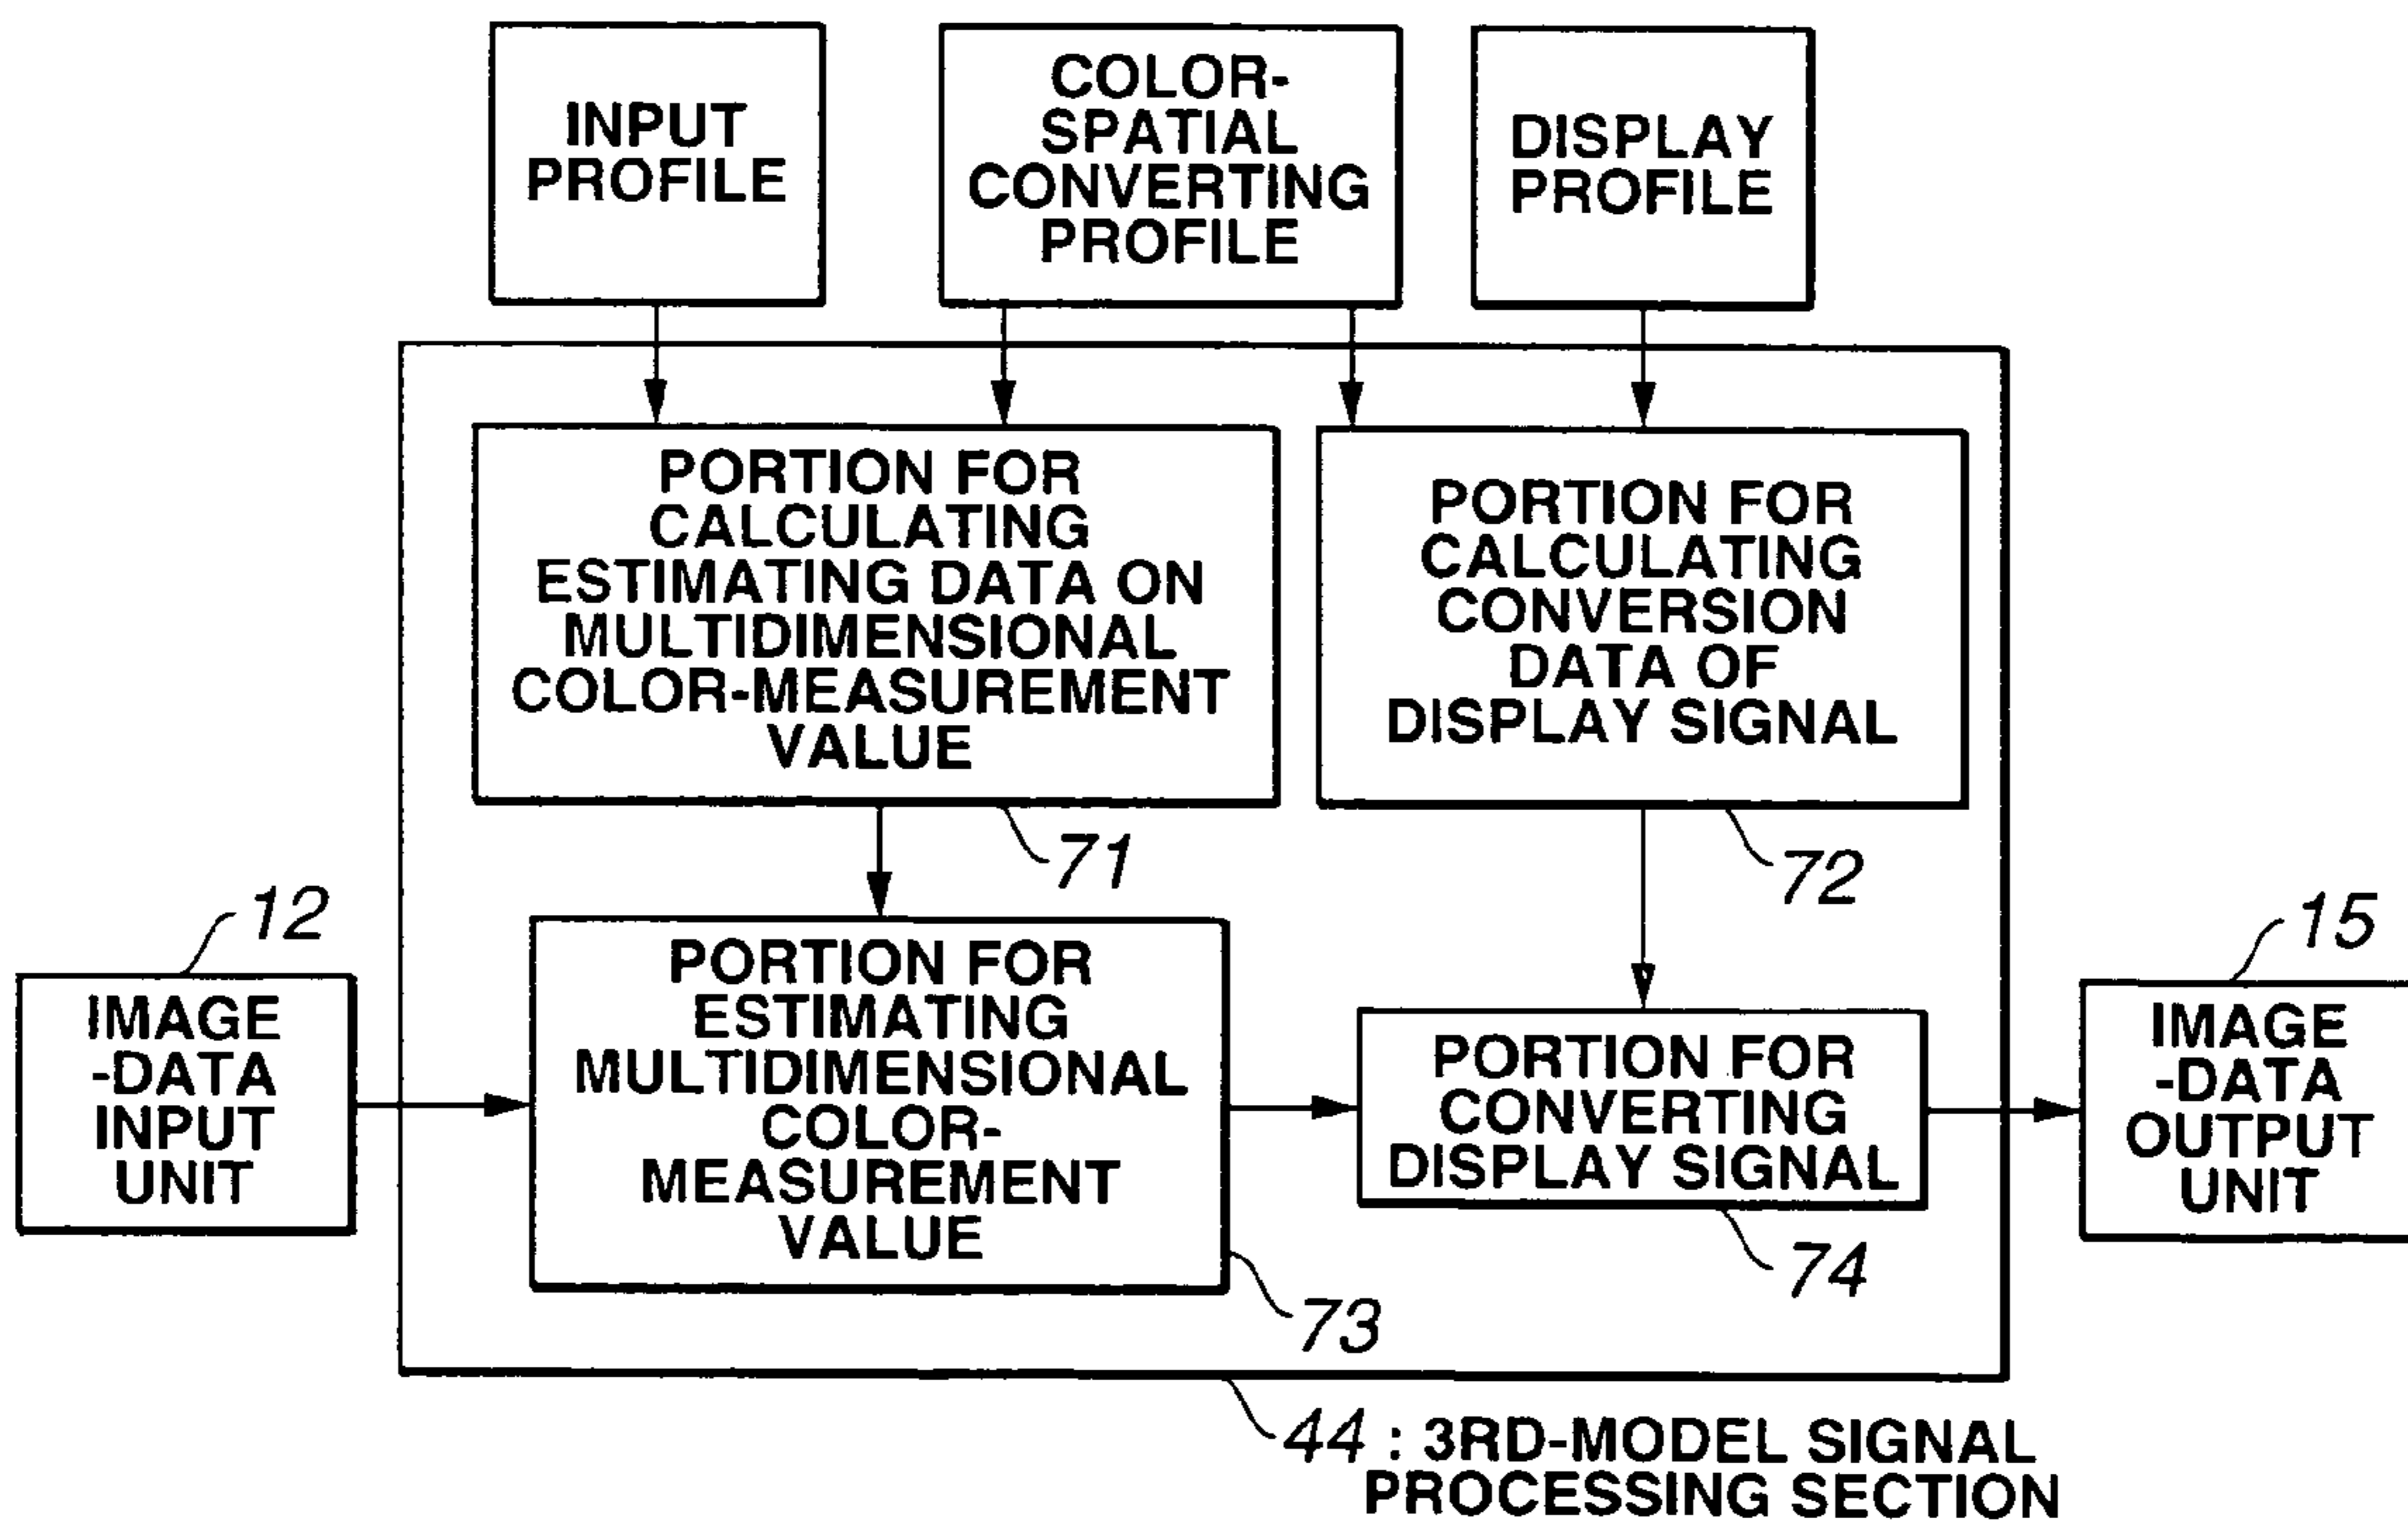 INPUT
PROFILE
COLOR-
SPATIAL
CONVERTING
PROFILE
DISPLAY
PROFILE
PORTION FOR
CALCULATING
ESTIMATING DATA ON
MULTIDIMENSIONAL
COLOR-MEASUREMENT
VALUE
71
PORTION FOR
CALCULATING
CONVERSION
DATA OF
DISPLAY SIGNAL
72
12
IMAGE
-DATA
INPUT
UNIT
PORTION FOR
ESTIMATING
MULTIDIMENSIONAL
COLOR-
MEASUREMENT
VALUE
73
PORTION FOR
CONVERTING
DISPLAY SIGNAL
74
15
IMAGE
-DATA
OUTPUT
UNIT
44 : 3RD-MODEL SIGNAL
PROCESSING SECTION